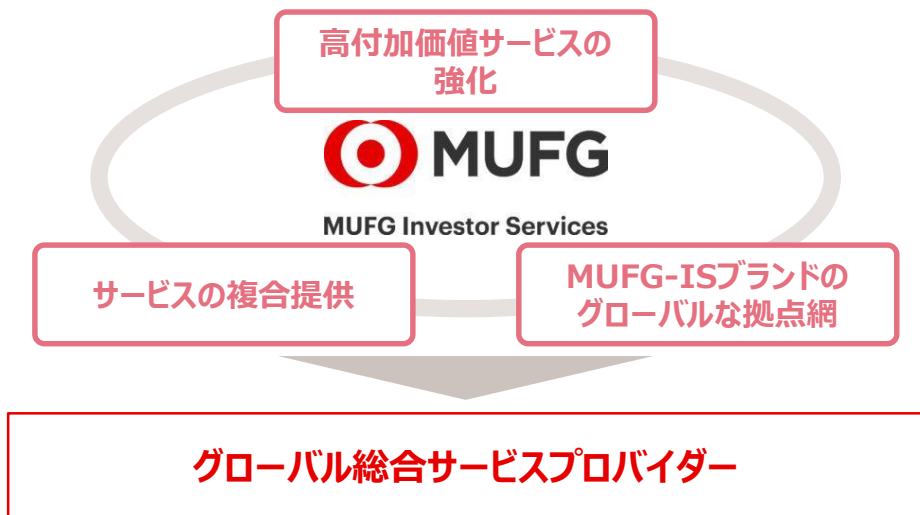 高付加価値サービスの
強化
MUFG
MUFG Investor Services
サービスの複合提供
MUFG-ISブランドの
グローバルな拠点網
グローバル総合サービスプロバイダー